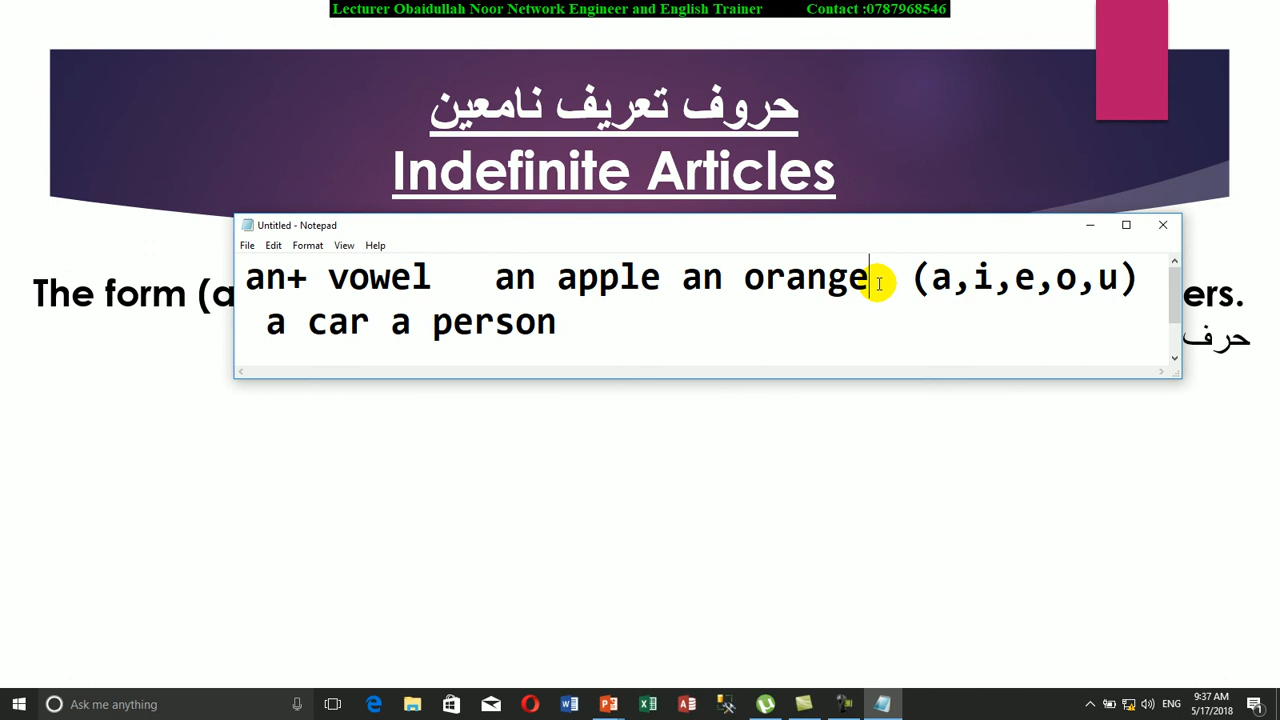 Lecturer Obaidullah Noor Network Engineer and English Trainer Contact :0787968546
حروف تعریف نامعین
Indefinite Articles
Untitled - Notepad
File Edit Format View Help
an+ vowel an apple an orange (a,i,e,o,u)
a car a person
The form (a
ers.
حرف
Ask me anything
ENG
9:37 AM
5/17/2018